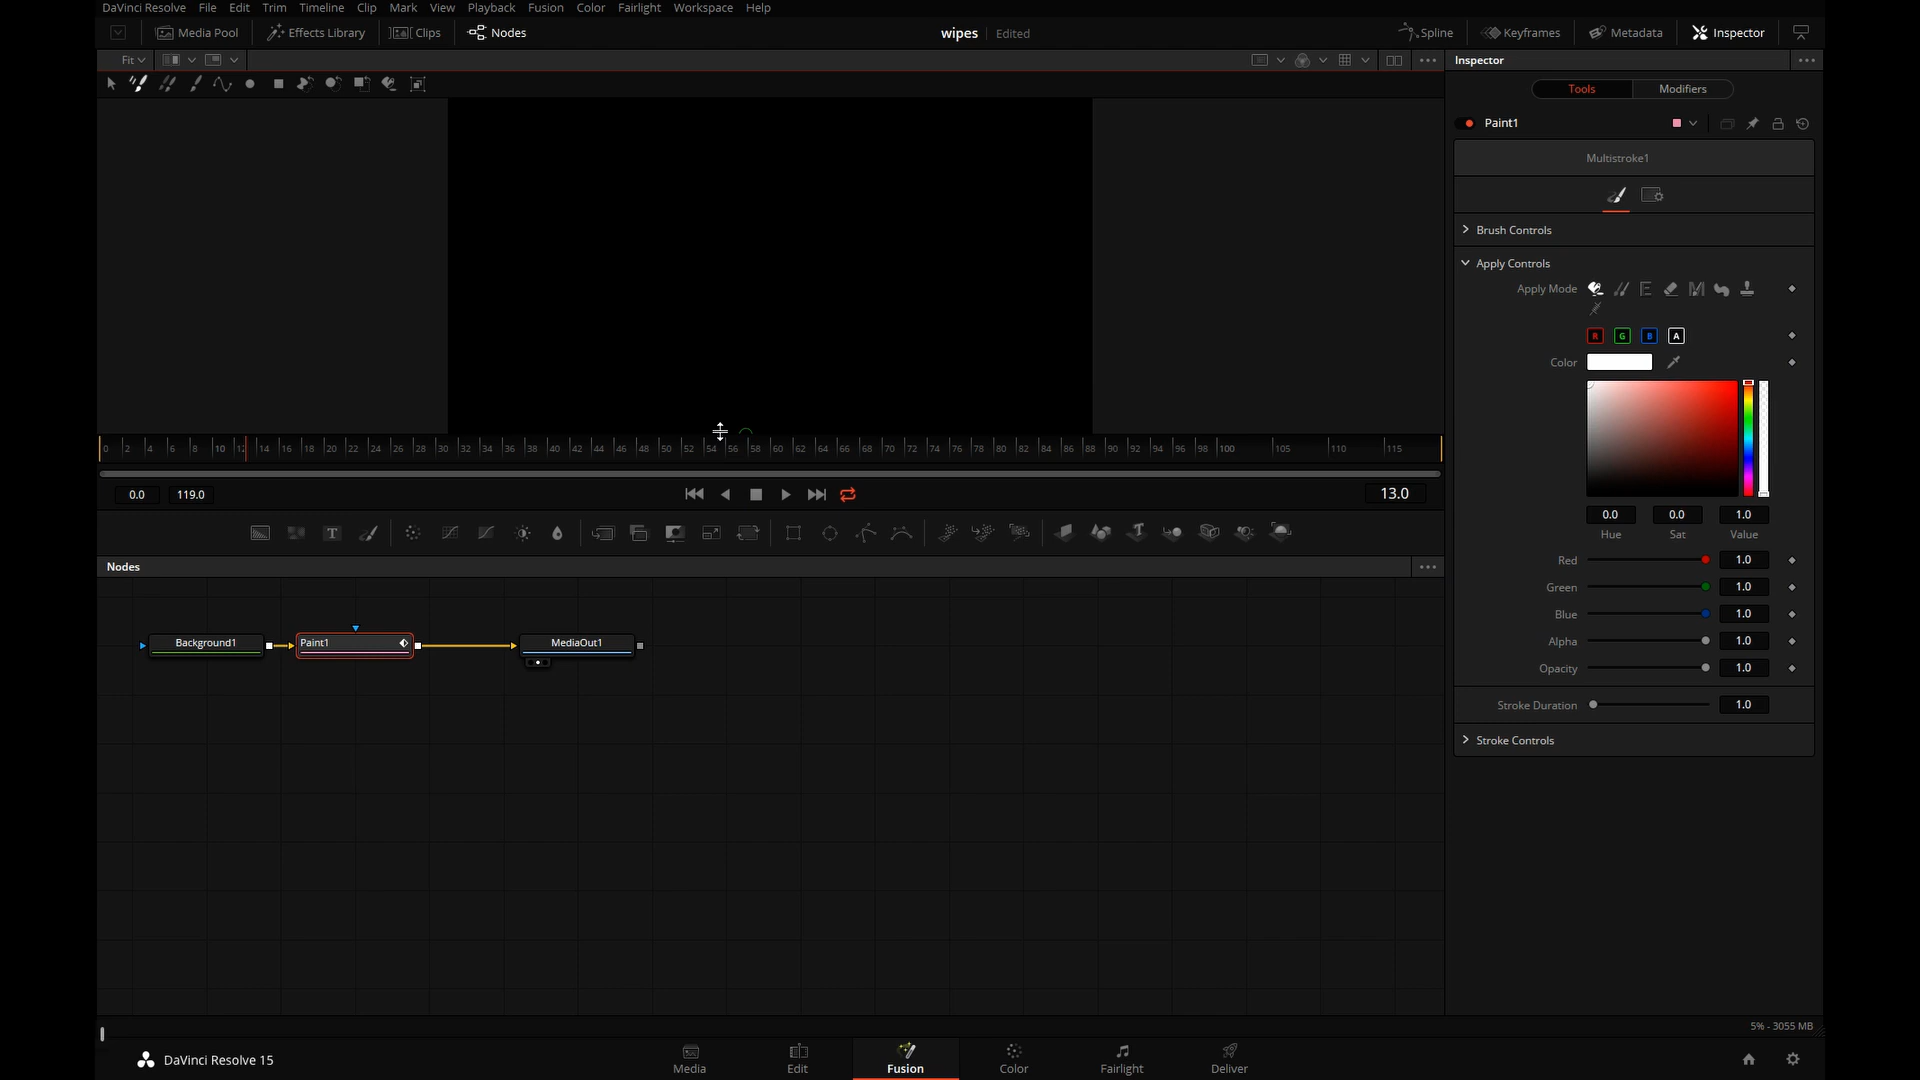 DaVinci Resolve File Edit Trim Timeline Clip Mark View Playback Fusion Color Fairlight Workspace Help
Media Pool Effects Library Clips Nodes wipes Edited Spline Keyframes Metadata Inspector
Fit
Inspector
Tools Modifiers
Paint1
Multistroke1
Brush Controls
Apply Controls
Apply Mode
R G B A
Color
0 2 4 6 8 10 12 14 16 18 20 22 24 26 28 30 32 34 36 38 40 42 44 46 48 50 52 54 56 58 60 62 64 66 68 70 72 74 76 78 80 82 84 86 88 90 92 94 96 98 100 105 110 115
0.0 119.0 13.0
0.0 0.0 1.0
Hue Sat Value
Red 1.0
Green 1.0
Blue 1.0
Alpha 1.0
Opacity 1.0
Stroke Duration 1.0
Stroke Controls
Nodes
Background1 Paint1 MediaOut1
5% - 3055 MB
DaVinci Resolve 15
Media Edit Fusion Color Fairlight Deliver